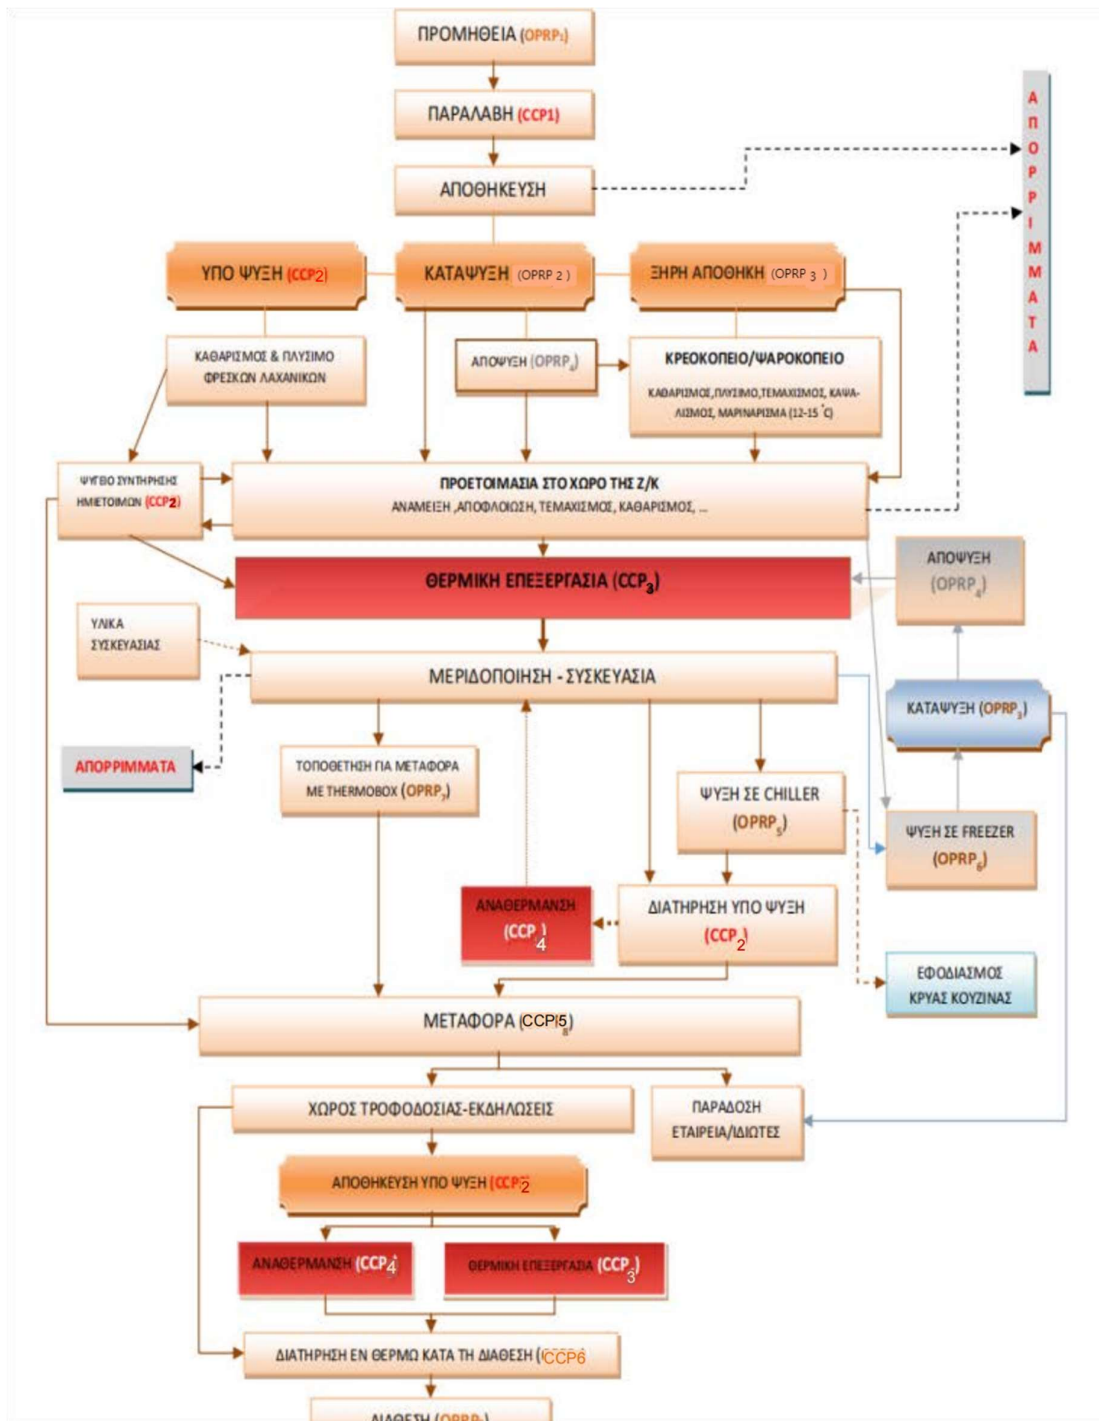 ΠΡΟΜΗΘΕΙΑ (OPRP₁)
ΠΑΡΑΛΑΒΗ (CCP1)
ΑΠΟΘΗΚΕΥΣΗ
ΑΠΟΡΡΙΜΜΑΤΑ
ΥΠΟ ΨΥΞΗ (CCP2)
ΚΑΤΑΨΥΞΗ (OPRP 2 )
ΞΗΡΗ ΑΠΟΘΗΚΗ (OPRP 3 )
ΚΑΘΑΡΙΣΜΟΣ & ΠΛΥΣΙΜΟ
ΦΡΕΣΚΩΝ ΛΑΧΑΝΙΚΩΝ
ΑΠΟΨΥΞΗ (OPRP₄)
ΚΡΕΟΚΟΠΕΙΟ/ΨΑΡΟΚΟΠΕΙΟ
ΚΑΘΑΡΙΣΜΟΣ,ΠΛΥΣΙΜΟ,ΤΕΜΑΧΙΣΜΟΣ, ΚΑΨΑ-
ΛΙΣΜΟΣ, ΜΑΡΙΝΑΡΙΣΜΑ (12-15 ˚C)
ΨΥΓΕΙΟ ΣΥΝΤΗΡΗΣΗΣ
ΗΜΙΕΤΟΙΜΩΝ (CCP2)
ΠΡΟΕΤΟΙΜΑΣΙΑ ΣΤΟ ΧΩΡΟ ΤΗΣ Ζ/Κ
ΑΝΑΜΕΙΞΗ ,ΑΠΟΦΛΟΙΩΣΗ, ΤΕΜΑΧΙΣΜΟΣ, ΚΑΘΑΡΙΣΜΟΣ, ...
ΘΕΡΜΙΚΗ ΕΠΕΞΕΡΓΑΣΙΑ (CCP₃)
ΑΠΟΨΥΞΗ
(OPRP₄)
ΥΛΙΚΑ
ΣΥΣΚΕΥΑΣΙΑΣ
ΜΕΡΙΔΟΠΟΙΗΣΗ - ΣΥΣΚΕΥΑΣΙΑ
ΚΑΤΑΨΥΞΗ (OPRP₃)
ΑΠΟΡΡΙΜΜΑΤΑ
ΤΟΠΟΘΕΤΗΣΗ ΓΙΑ ΜΕΤΑΦΟΡΑ
ΜΕ THERMOBOX (OPRP₇)
ΨΥΞΗ ΣΕ CHILLER
(OPRP₅)
ΨΥΞΗ ΣΕ FREEZER
(OPRP₆)
ΑΝΑΘΕΡΜΑΝΣΗ
(CCP₄)
ΔΙΑΤΗΡΗΣΗ ΥΠΟ ΨΥΞΗ
(CCP₂)
ΕΦΟΔΙΑΣΜΟΣ
ΚΡΥΑΣ ΚΟΥΖΙΝΑΣ
ΜΕΤΑΦΟΡΑ (CCP5₈)
ΧΩΡΟΣ ΤΡΟΦΟΔΟΣΙΑΣ-ΕΚΔΗΛΩΣΕΙΣ
ΠΑΡΑΔΟΣΗ
ΕΤΑΙΡΕΙΑ/ΙΔΙΩΤΕΣ
ΑΠΟΘΗΚΕΥΣΗ ΥΠΟ ΨΥΞΗ (CCP2
ΑΝΑΘΕΡΜΑΝΣΗ (CCP₄)
ΘΕΡΜΙΚΗ ΕΠΕΞΕΡΓΑΣΙΑ (CCP₃)
ΔΙΑΤΗΡΗΣΗ ΕΝ ΘΕΡΜΩ ΚΑΤΑ ΤΗ ΔΙΑΘΕΣΗ (CCP6
ΔΙΑΘΕΣΗ